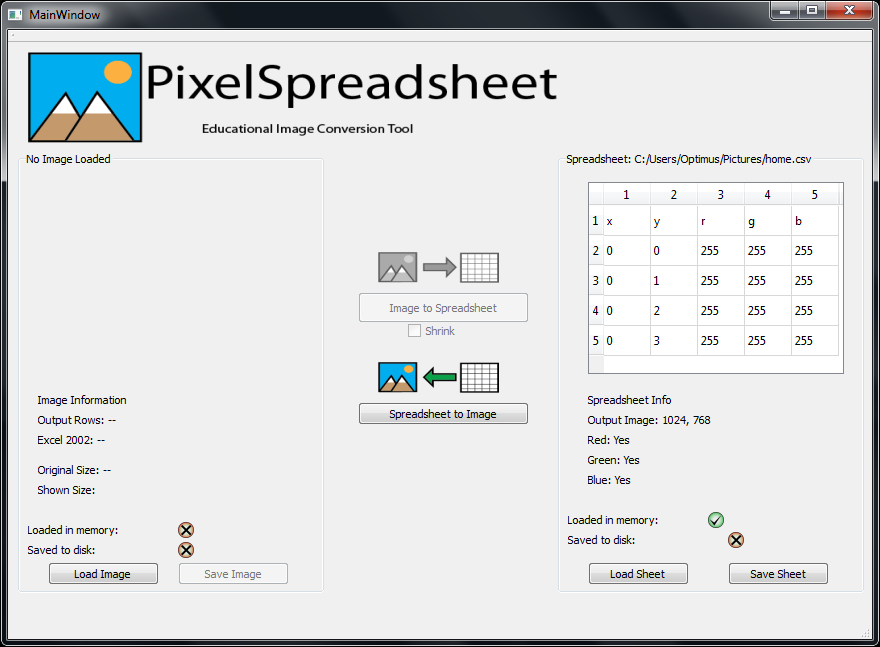 MainWindow
PixelSpreadsheet
Educational Image Conversion Tool
No Image Loaded
Image Information
Output Rows: --
Excel 2002: --
Original Size: --
Shown Size:
Loaded in memory:
Saved to disk:
Load Image
Save Image
Image to Spreadsheet
Shrink
Spreadsheet to Image
Spreadsheet: C:/Users/Optimus/Pictures/home.csv
1 2 3 4 5
1 x y r g b
2 0 0 255 255 255
3 0 1 255 255 255
4 0 2 255 255 255
5 0 3 255 255 255
Spreadsheet Info
Output Image: 1024, 768
Red: Yes
Green: Yes
Blue: Yes
Loaded in memory:
Saved to disk:
Load Sheet
Save Sheet